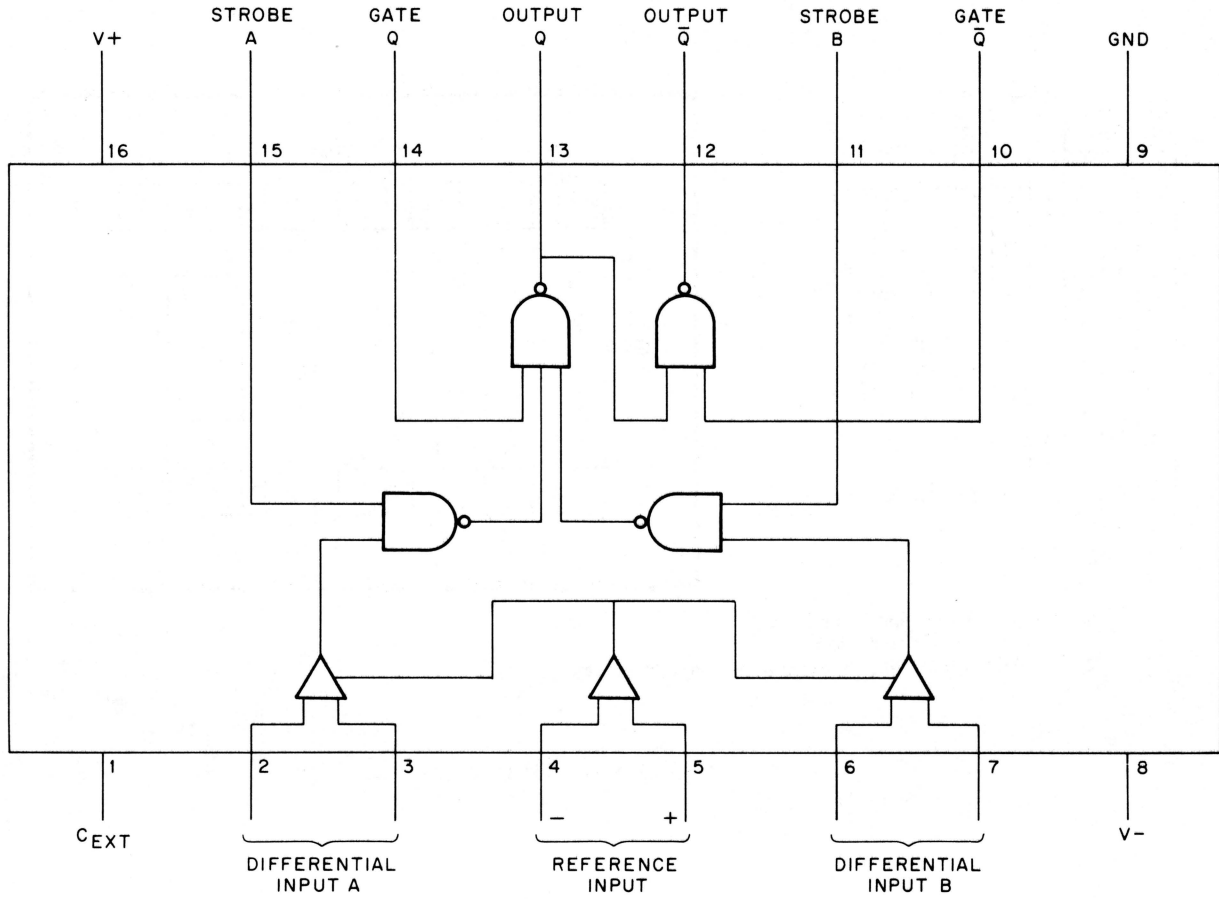 STROBE GATE OUTPUT OUTPUT STROBE GATE
V+ A Q Q Q̅ B Q̅ GND
16 15 14 13 12 11 10 9
1 2 3 4 5 6 7 8
− +
CEXT V−
DIFFERENTIAL REFERENCE DIFFERENTIAL
INPUT A INPUT INPUT B